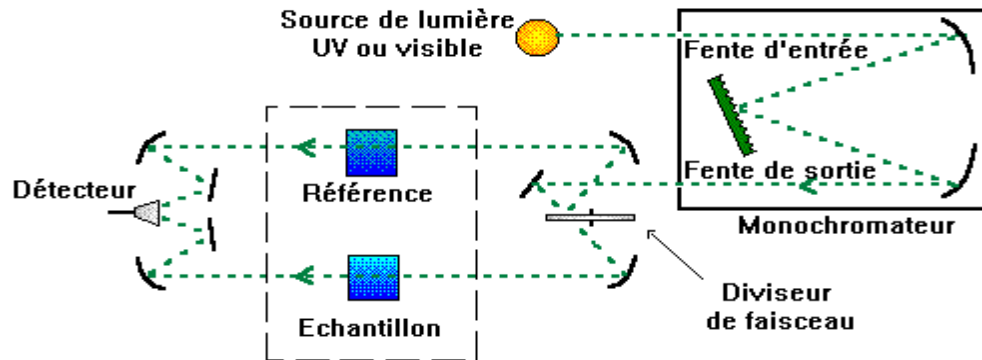 Source de lumière
UV ou visible
Fente d'entrée
Fente de sortie
Monochromateur
Détecteur
Référence
Echantillon
Diviseur
de faisceau